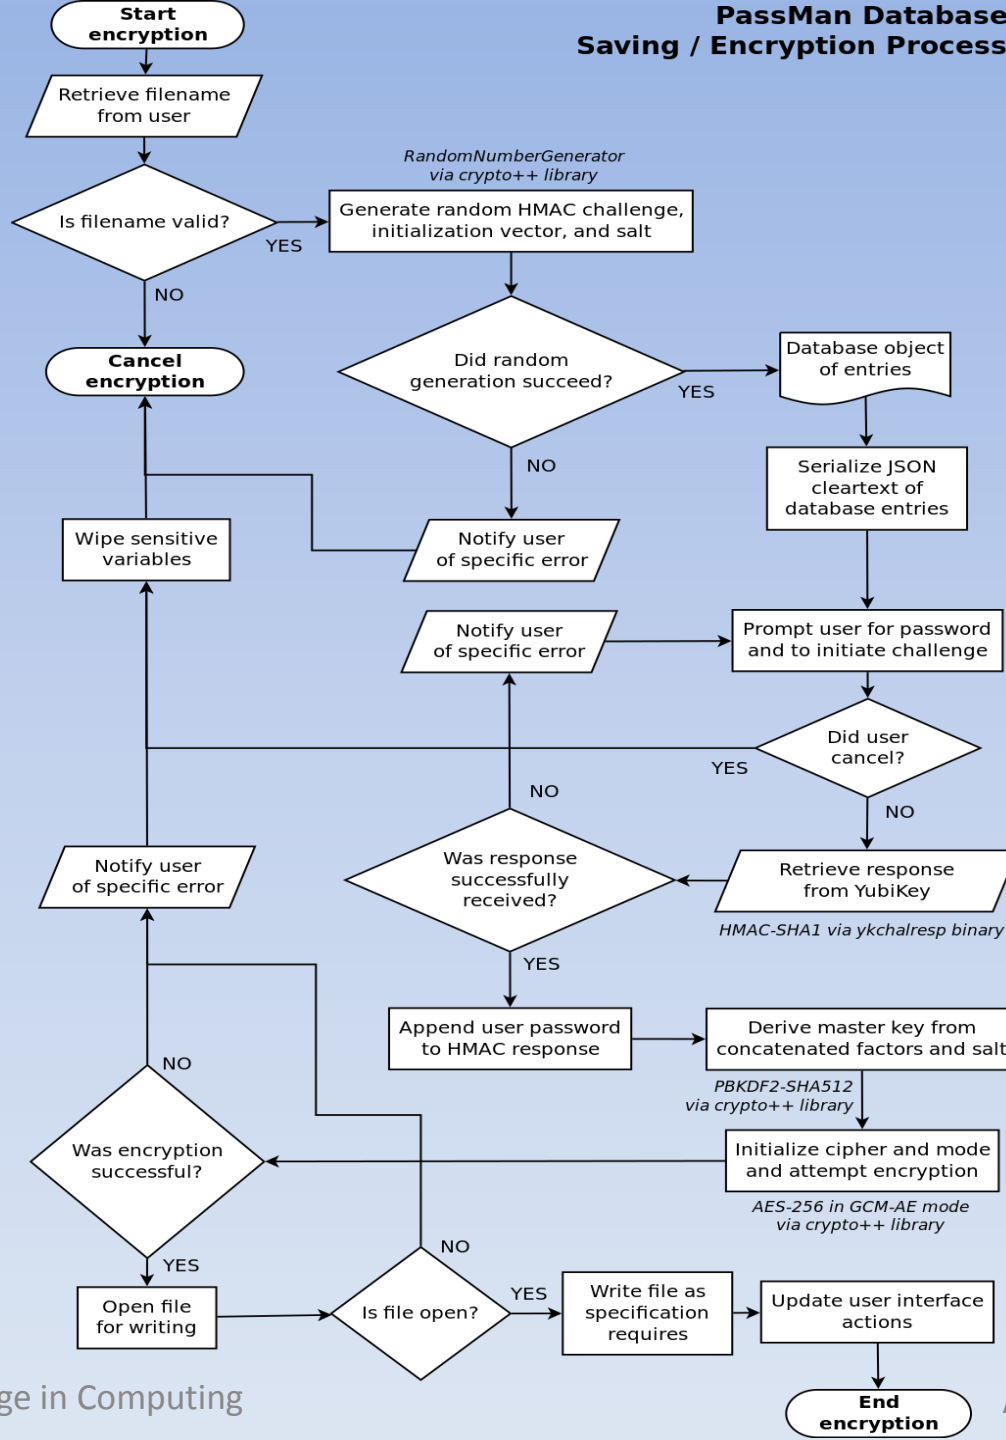 PassMan Database
Saving / Encryption Process
Start
encryption
Retrieve filename
from user
Is filename valid?
YES
NO
RandomNumberGenerator
via crypto++ library
Generate random HMAC challenge,
initialization vector, and salt
Did random
generation succeed?
YES
NO
Database object
of entries
Cancel
encryption
Serialize JSON
cleartext of
database entries
Wipe sensitive
variables
Notify user
of specific error
Notify user
of specific error
Prompt user for password
and to initiate challenge
Did user
cancel?
YES
NO
Retrieve response
from YubiKey
HMAC-SHA1 via ykchalresp binary
Was response
successfully
received?
NO
YES
Notify user
of specific error
Append user password
to HMAC response
Derive master key from
concatenated factors and salt
PBKDF2-SHA512
via crypto++ library
Initialize cipher and mode
and attempt encryption
AES-256 in GCM-AE mode
via crypto++ library
Was encryption
successful?
NO
YES
Open file
for writing
Is file open?
NO
YES
Write file as
specification
requires
Update user interface
actions
End
encryption
ge in Computing